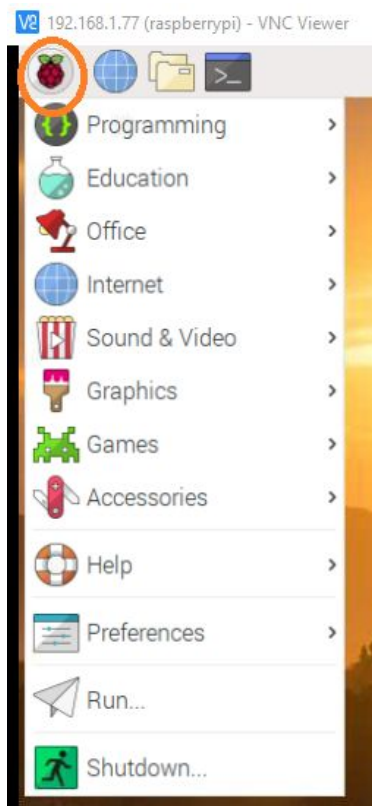 V2 192.168.1.77 (raspberrypi) - VNC Viewer
Programming
Education
Office
Internet
Sound & Video
Graphics
Games
Accessories
Help
Preferences
Run...
Shutdown...